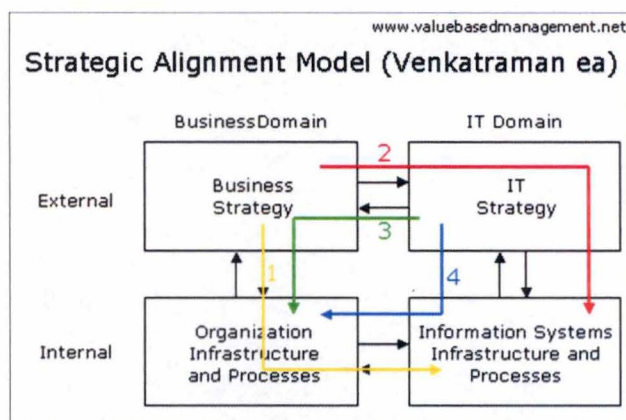 www.valuebasedmanagement.net
Strategic Alignment Model (Venkatraman ea)
BusinessDomain
IT Domain
2
External
Business
Strategy
IT
Strategy
3
1
4
Internal
Organization
Infrastructure
and Processes
Information Systems
Infrastructure and
Processes